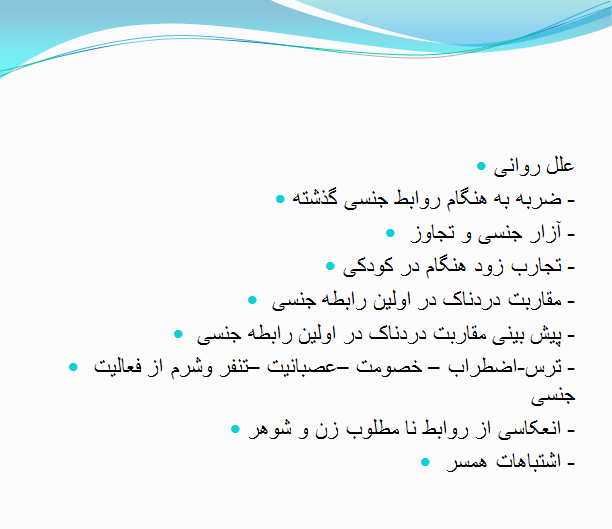 علل روانی
- ضربه به هنگام روابط جنسی گذشته
- آزار جنسی و تجاوز
- تجارب زود هنگام در کودکی
- مقاربت دردناک در اولین رابطه جنسی
- پیش بینی مقاربت دردناک در اولین رابطه جنسی
- ترس-اضطراب – خصومت –عصبانیت –تنفر وشرم از فعالیت
جنسی
- انعکاسی از روابط نا مطلوب زن و شوهر
- اشتباهات همسر